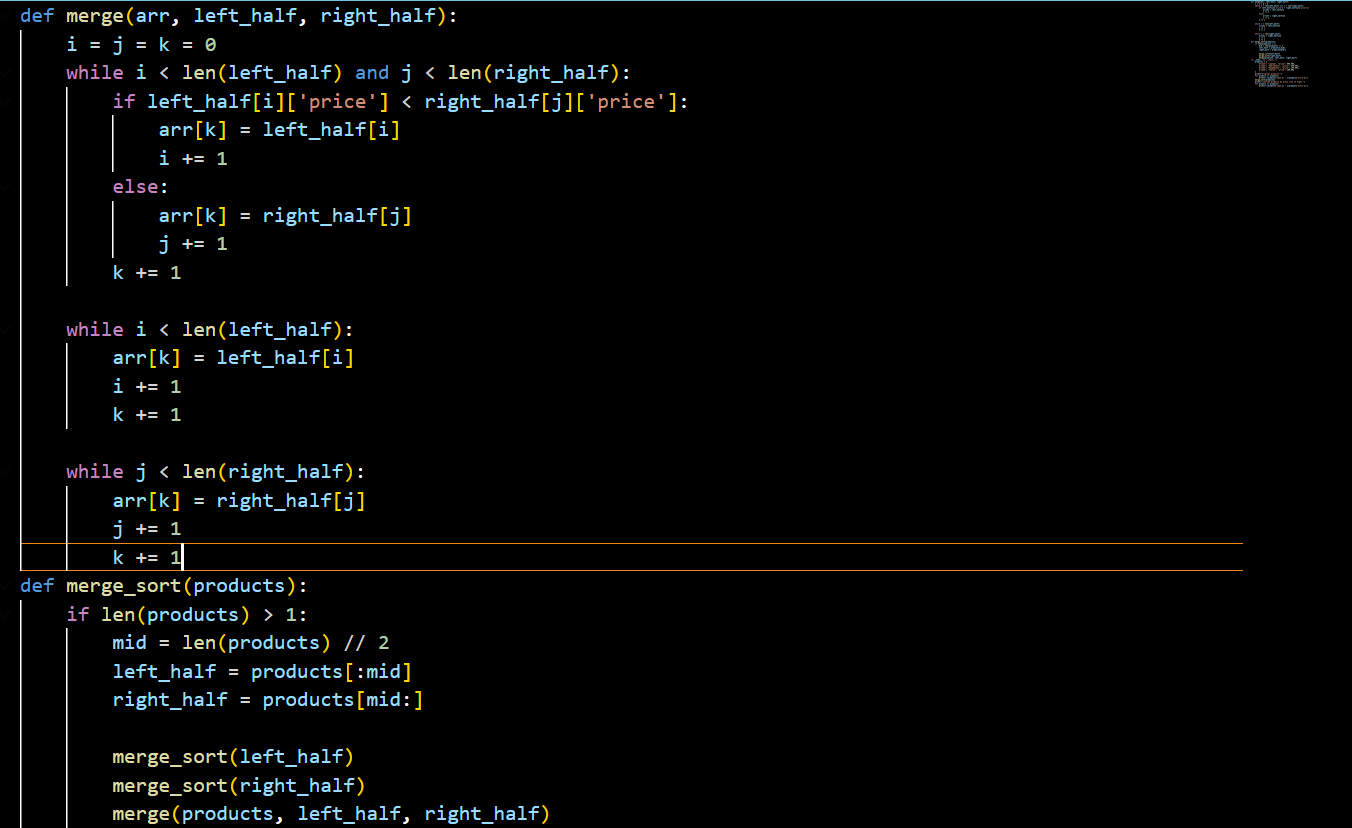 def merge(arr, left_half, right_half):
    i = j = k = 0
    while i < len(left_half) and j < len(right_half):
        if left_half[i]['price'] < right_half[j]['price']:
            arr[k] = left_half[i]
            i += 1
        else:
            arr[k] = right_half[j]
            j += 1
        k += 1

    while i < len(left_half):
        arr[k] = left_half[i]
        i += 1
        k += 1

    while j < len(right_half):
        arr[k] = right_half[j]
        j += 1
        k += 1
def merge_sort(products):
    if len(products) > 1:
        mid = len(products) // 2
        left_half = products[:mid]
        right_half = products[mid:]

        merge_sort(left_half)
        merge_sort(right_half)
        merge(products, left_half, right_half)